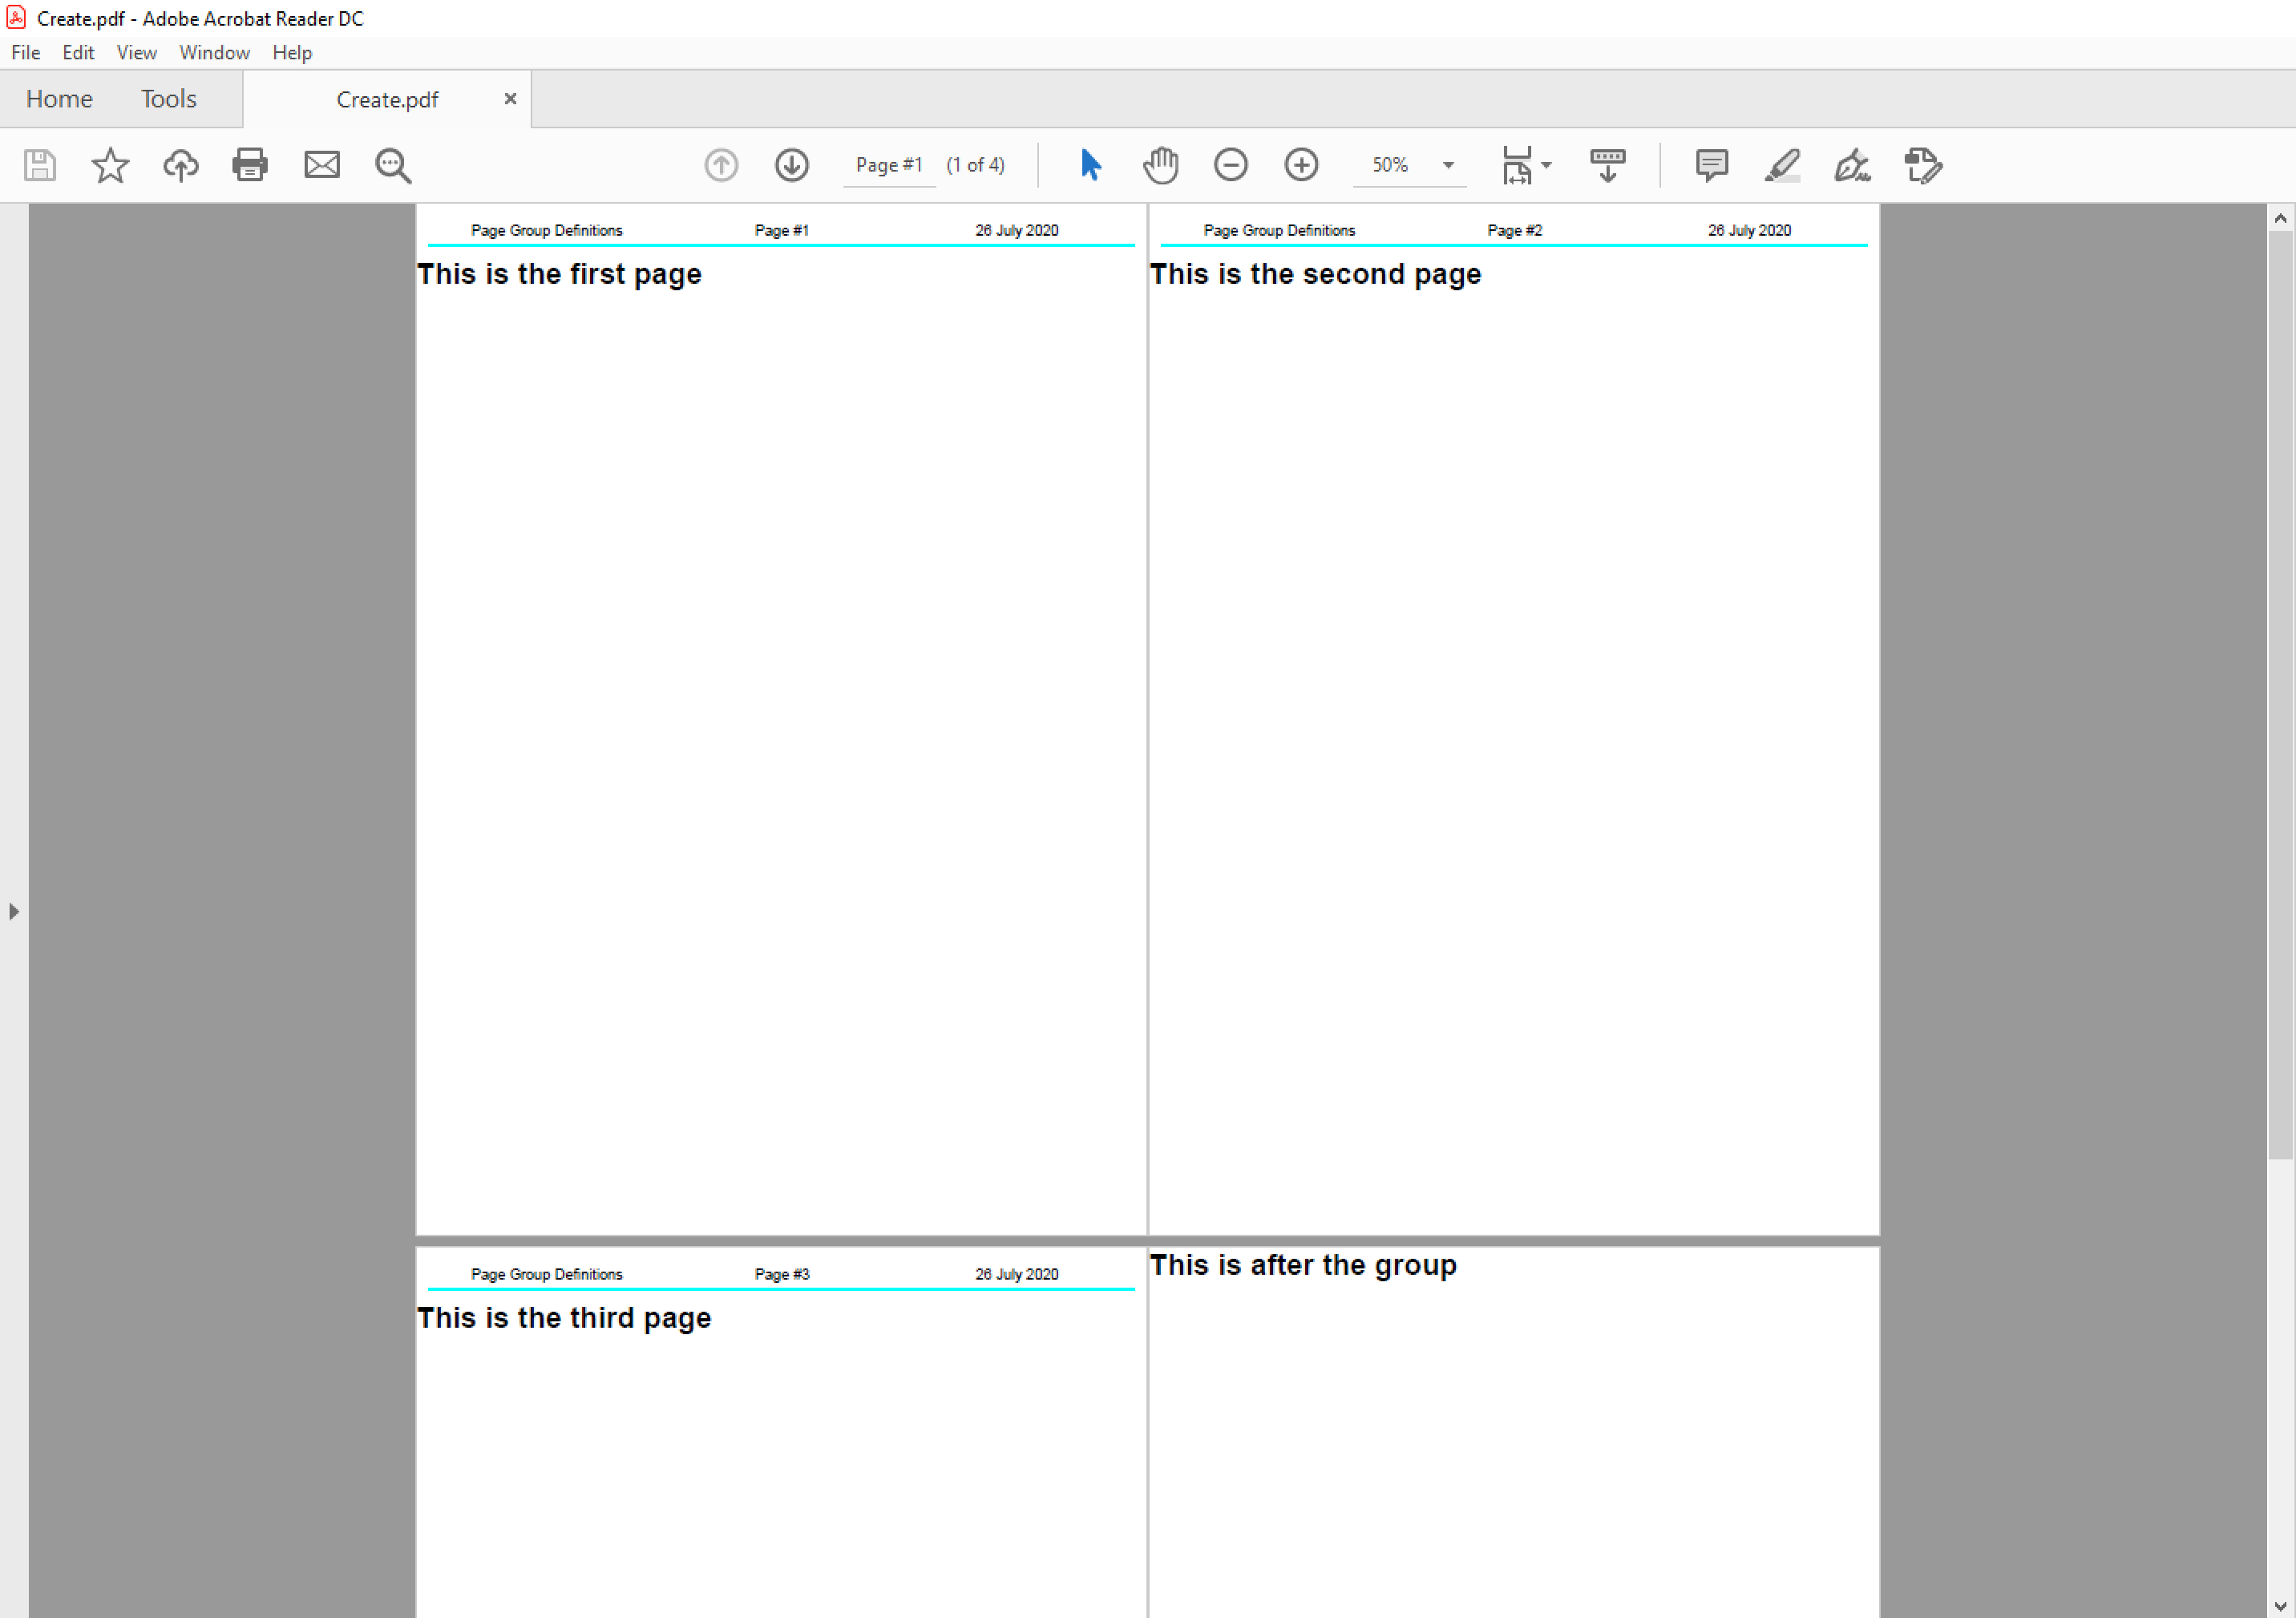 Create.pdf - Adobe Acrobat Reader DC
File Edit View Window Help
Home Tools Create.pdf ×
Page #1 (1 of 4) 50%
Page Group Definitions Page #1 26 July 2020
This is the first page
Page Group Definitions Page #2 26 July 2020
This is the second page
Page Group Definitions Page #3 26 July 2020
This is the third page
This is after the group